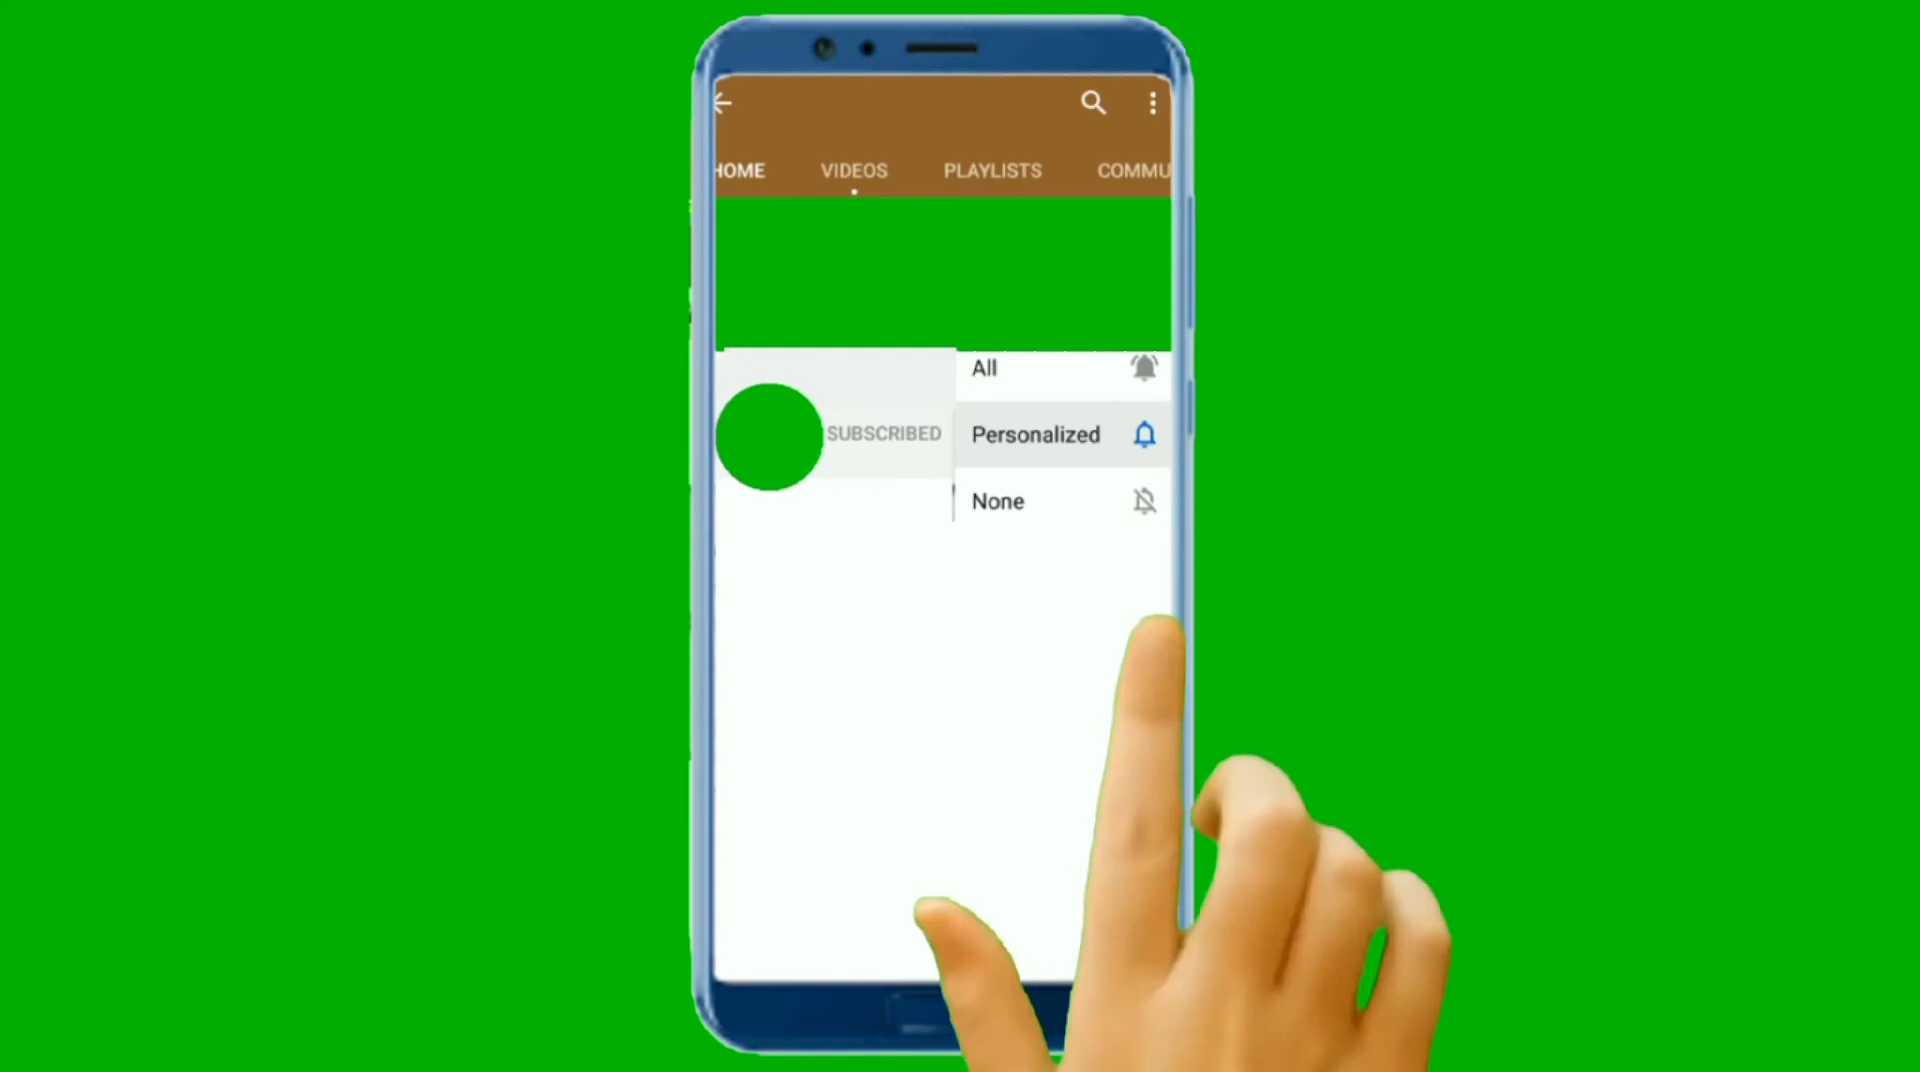 HOME VIDEOS PLAYLISTS COMMU
All
SUBSCRIBED
Personalized
None